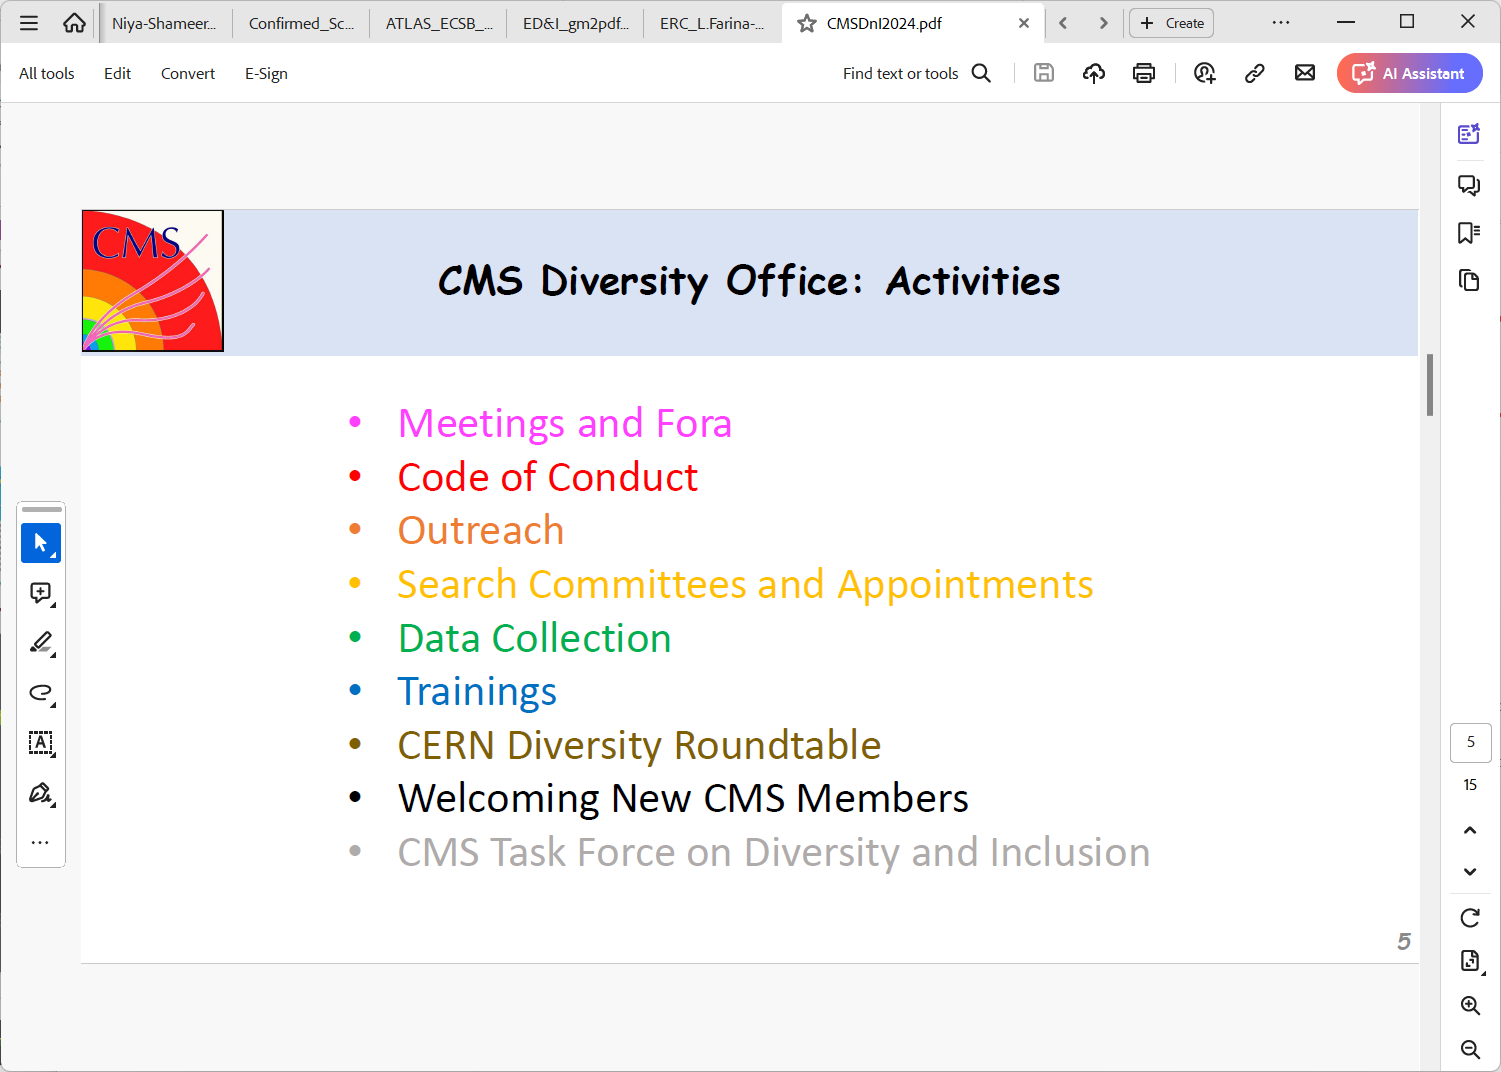 Niya-Shameer... Confirmed_Sc... ATLAS_ECSB_... ED&I_gm2pdf... ERC_L.Farina-... CMSDnI2024.pdf Create
All tools Edit Convert E-Sign Find text or tools AI Assistant
CMS
CMS Diversity Office: Activities
• Meetings and Fora
• Code of Conduct
• Outreach
• Search Committees and Appointments
• Data Collection
• Trainings
• CERN Diversity Roundtable
• Welcoming New CMS Members
• CMS Task Force on Diversity and Inclusion
5
A
5
15